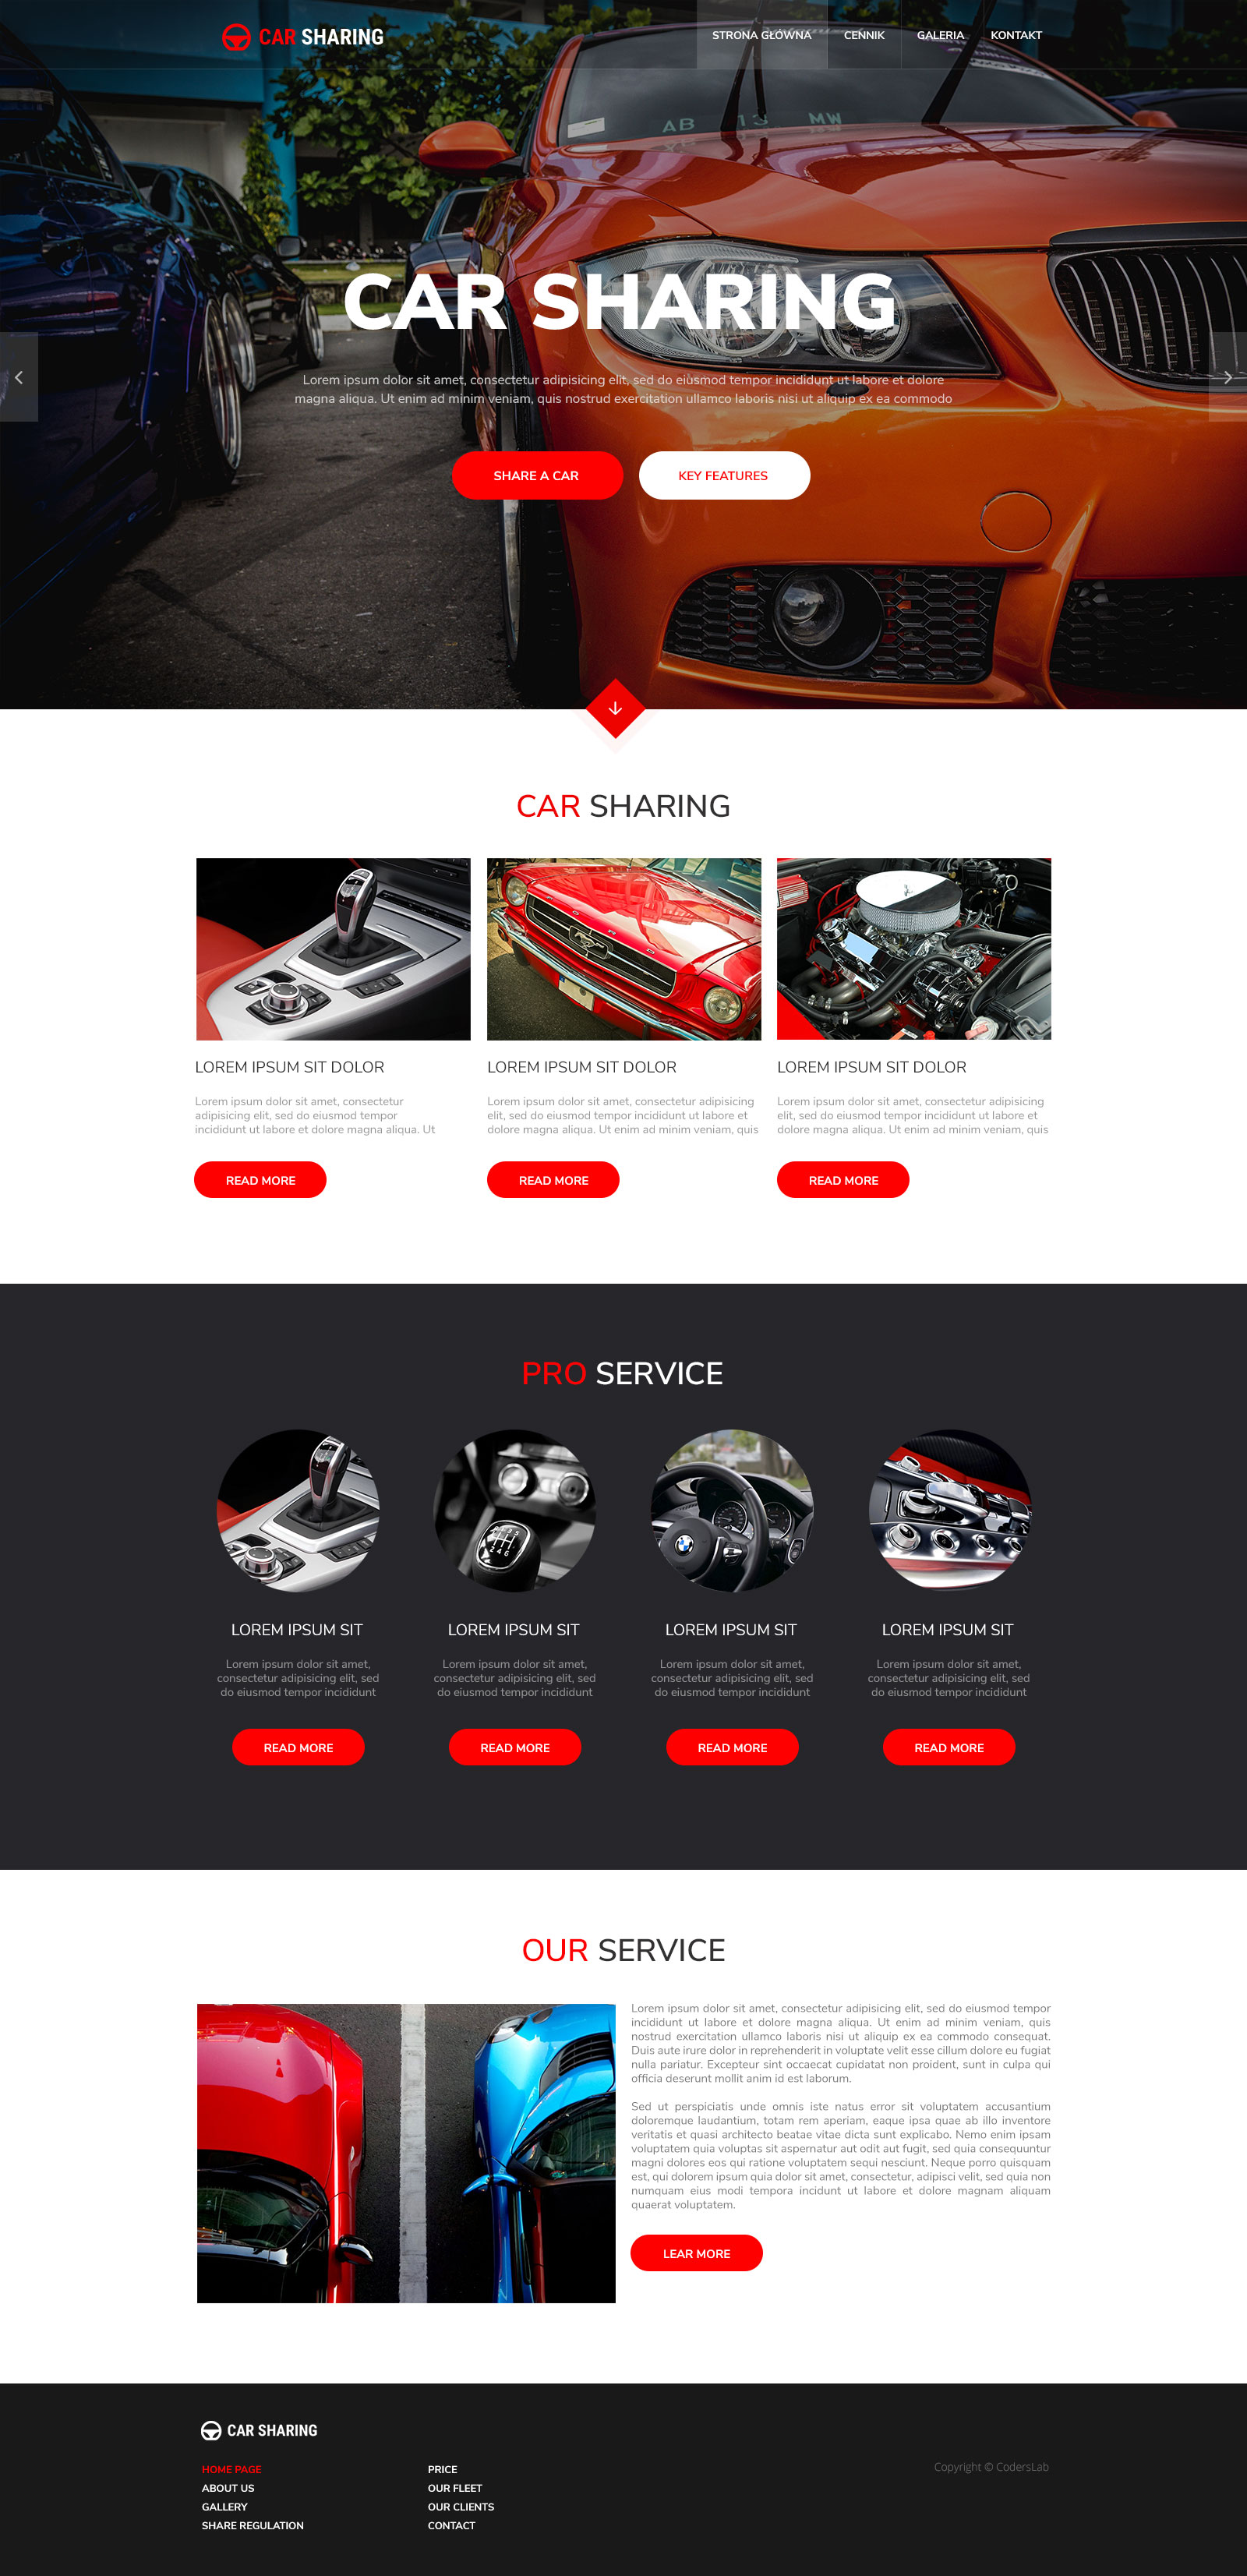 CAR SHARING
STRONA GŁÓWNA
CENNIK
GALERIA
KONTAKT
AB 13 MW
CAR SHARING
Lorem ipsum dolor sit amet, consectetur adipisicing elit, sed do eiusmod tempor incididunt ut labore et dolore
magna aliqua. Ut enim ad minim veniam, quis nostrud exercitation ullamco laboris nisi ut aliquip ex ea commodo
SHARE A CAR
KEY FEATURES
CAR SHARING
LOREM IPSUM SIT DOLOR
Lorem ipsum dolor sit amet, consectetur
adipisicing elit, sed do eiusmod tempor
incididunt ut labore et dolore magna aliqua. Ut
READ MORE
LOREM IPSUM SIT DOLOR
Lorem ipsum dolor sit amet, consectetur adipisicing
elit, sed do eiusmod tempor incididunt ut labore et
dolore magna aliqua. Ut enim ad minim veniam, quis
READ MORE
LOREM IPSUM SIT DOLOR
Lorem ipsum dolor sit amet, consectetur adipisicing
elit, sed do eiusmod tempor incididunt ut labore et
dolore magna aliqua. Ut enim ad minim veniam, quis
READ MORE
PRO SERVICE
LOREM IPSUM SIT
Lorem ipsum dolor sit amet,
consectetur adipisicing elit, sed
do eiusmod tempor incididunt
READ MORE
LOREM IPSUM SIT
Lorem ipsum dolor sit amet,
consectetur adipisicing elit, sed
do eiusmod tempor incididunt
READ MORE
LOREM IPSUM SIT
Lorem ipsum dolor sit amet,
consectetur adipisicing elit, sed
do eiusmod tempor incididunt
READ MORE
LOREM IPSUM SIT
Lorem ipsum dolor sit amet,
consectetur adipisicing elit, sed
do eiusmod tempor incididunt
READ MORE
OUR SERVICE
Lorem ipsum dolor sit amet, consectetur adipisicing elit, sed do eiusmod tempor
incididunt ut labore et dolore magna aliqua. Ut enim ad minim veniam, quis
nostrud exercitation ullamco laboris nisi ut aliquip ex ea commodo consequat.
Duis aute irure dolor in reprehenderit in voluptate velit esse cillum dolore eu fugiat
nulla pariatur. Excepteur sint occaecat cupidatat non proident, sunt in culpa qui
officia deserunt mollit anim id est laborum.
Sed ut perspiciatis unde omnis iste natus error sit voluptatem accusantium
doloremque laudantium, totam rem aperiam, eaque ipsa quae ab illo inventore
veritatis et quasi architecto beatae vitae dicta sunt explicabo. Nemo enim ipsam
voluptatem quia voluptas sit aspernatur aut odit aut fugit, sed quia consequuntur
magni dolores eos qui ratione voluptatem sequi nesciunt. Neque porro quisquam
est, qui dolorem ipsum quia dolor sit amet, consectetur, adipisci velit, sed quia non
numquam eius modi tempora incidunt ut labore et dolore magnam aliquam
quaerat voluptatem.
LEAR MORE
CAR SHARING
HOME PAGE
ABOUT US
GALLERY
SHARE REGULATION
PRICE
OUR FLEET
OUR CLIENTS
CONTACT
Copyright © CodersLab